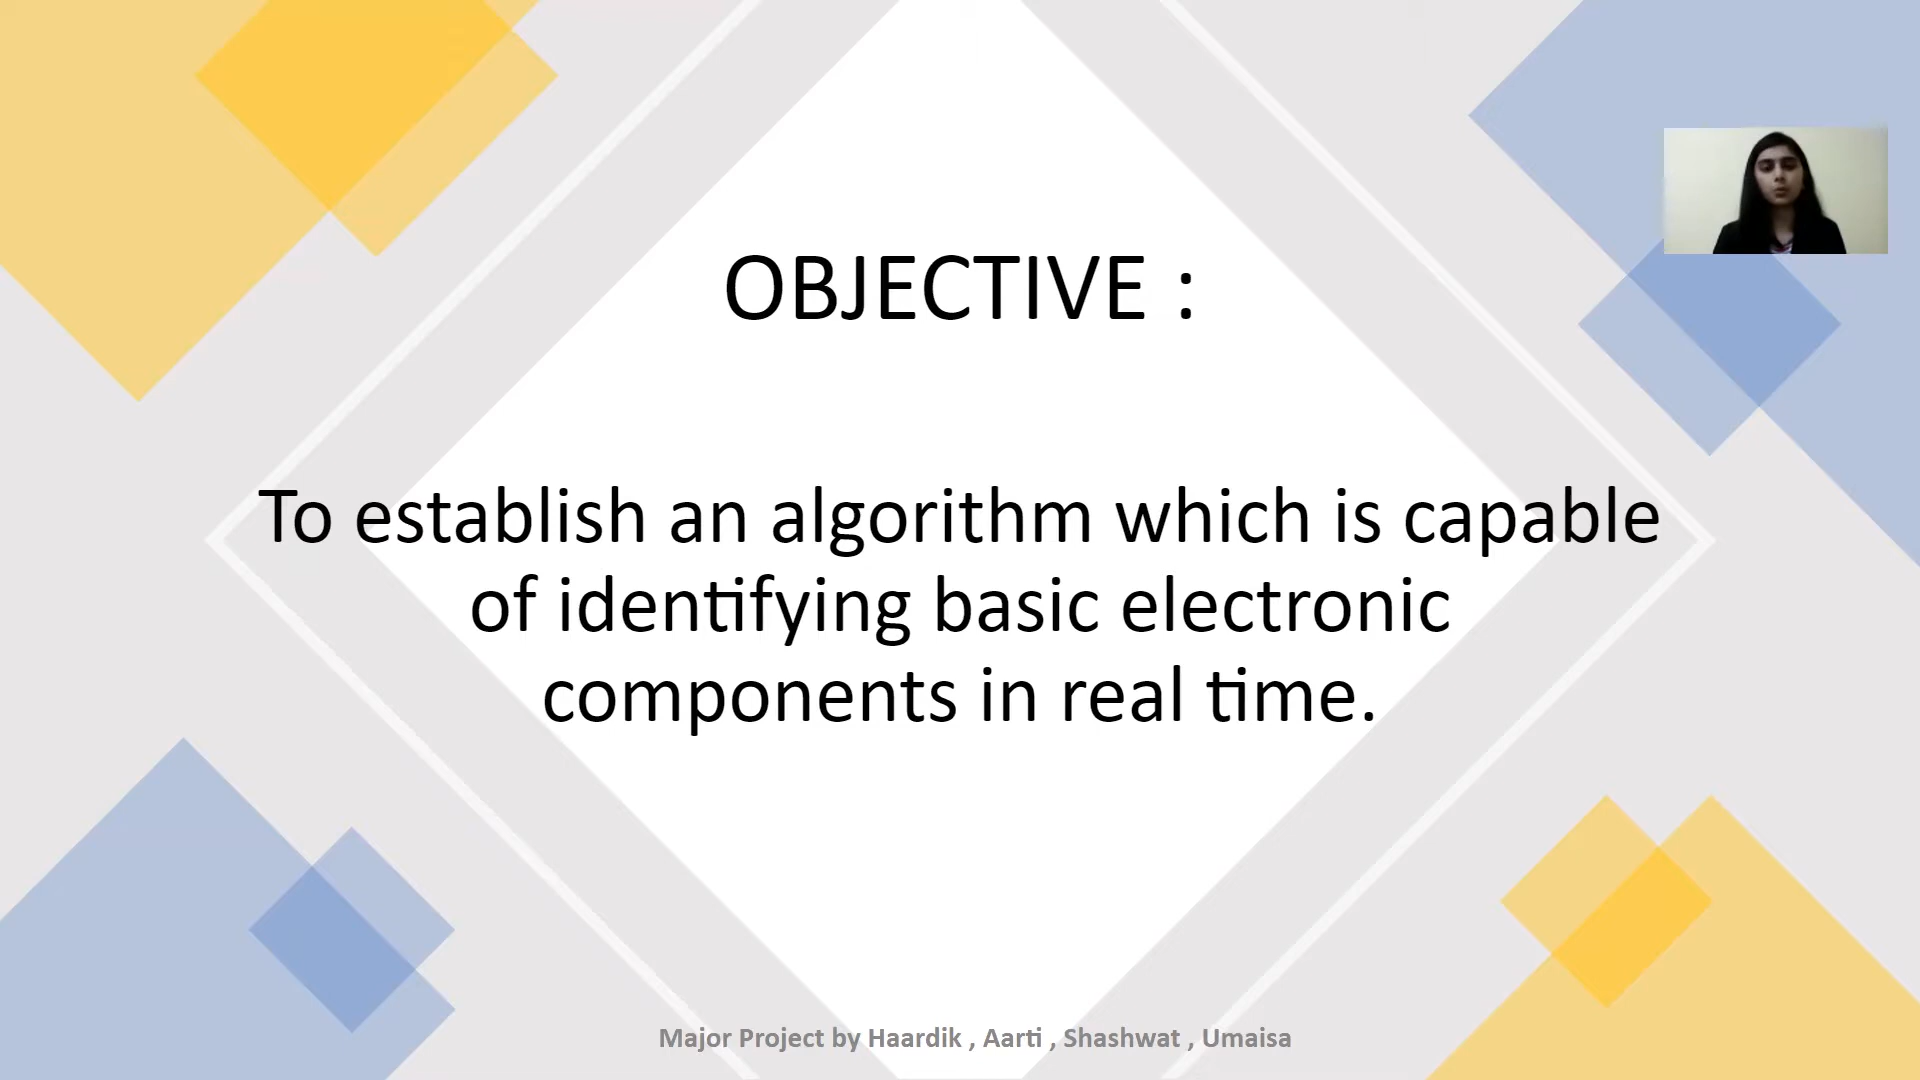 OBJECTIVE :
To establish an algorithm which is capable
of identifying basic electronic
components in real time.
Major Project by Haardik , Aarti , Shashwat , Umaisa